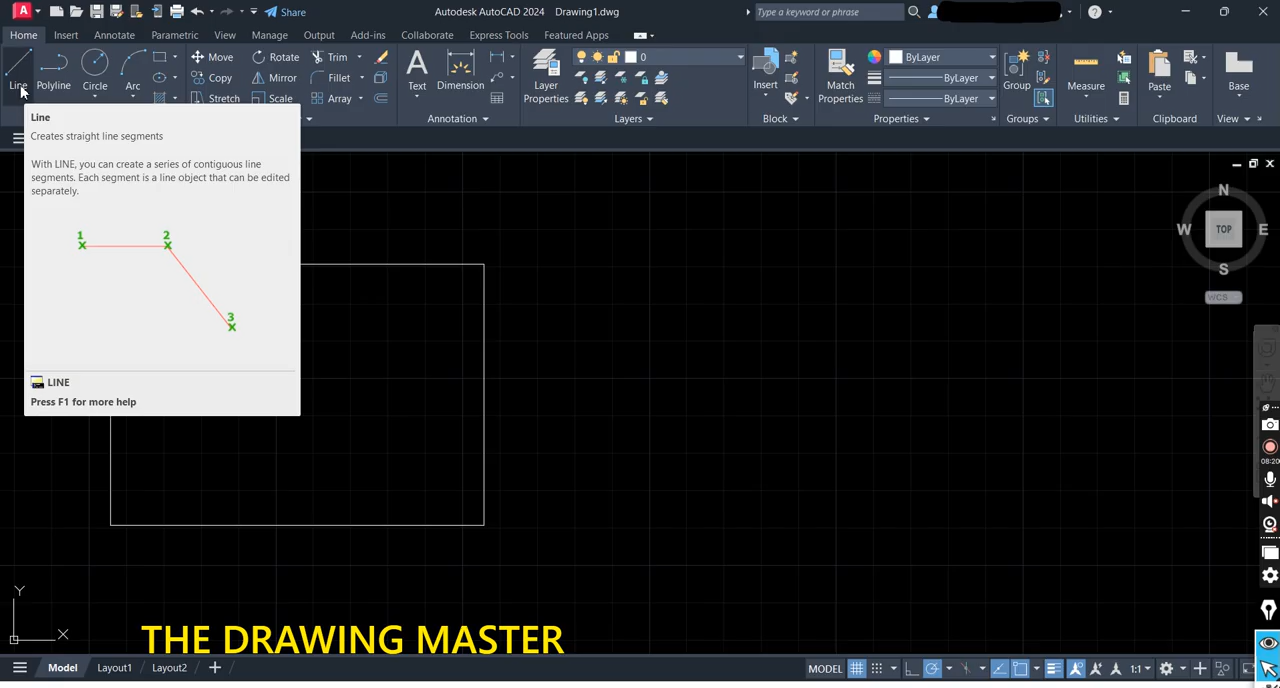 A Autodesk AutoCAD 2024 Drawing1.dwg
Share
Type a keyword or phrase
Home Insert Annotate Parametric View Manage Output Add-ins Collaborate Express Tools Featured Apps
Line Polyline Circle Arc
Move Rotate Trim
Copy Mirror Fillet
Stretch Scale Array
Text Dimension
Annotation
Layer
Properties
0
Layers
Insert
Block
Match
Properties
ByLayer
ByLayer
ByLayer
Properties
Group
Groups
Measure
Utilities
Paste
Clipboard
Base
View
Line
Creates straight line segments
With LINE, you can create a series of contiguous line
segments. Each segment is a line object that can be edited
separately.
1 2
3
LINE
Press F1 for more help
N
W TOP E
S
WCS
08:20
Y
X
THE DRAWING MASTER
Model Layout1 Layout2 +
MODEL 1:1